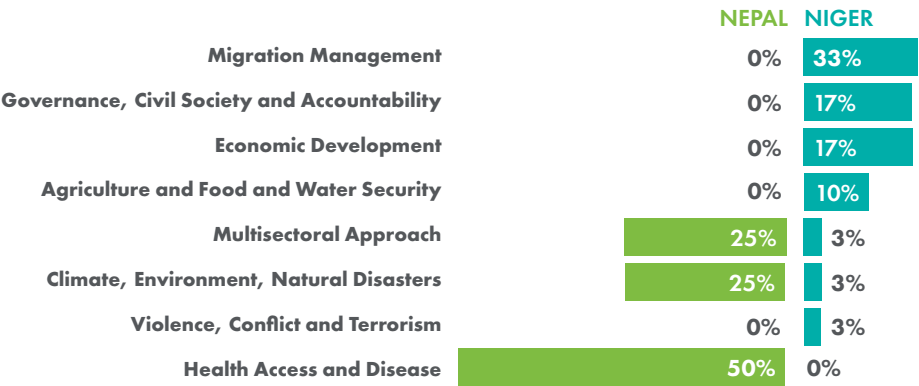 NEPAL NIGER
Migration Management 0% 33%
Governance, Civil Society and Accountability 0% 17%
Economic Development 0% 17%
Agriculture and Food and Water Security 0% 10%
Multisectoral Approach 25% 3%
Climate, Environment, Natural Disasters 25% 3%
Violence, Conflict and Terrorism 0% 3%
Health Access and Disease 50% 0%